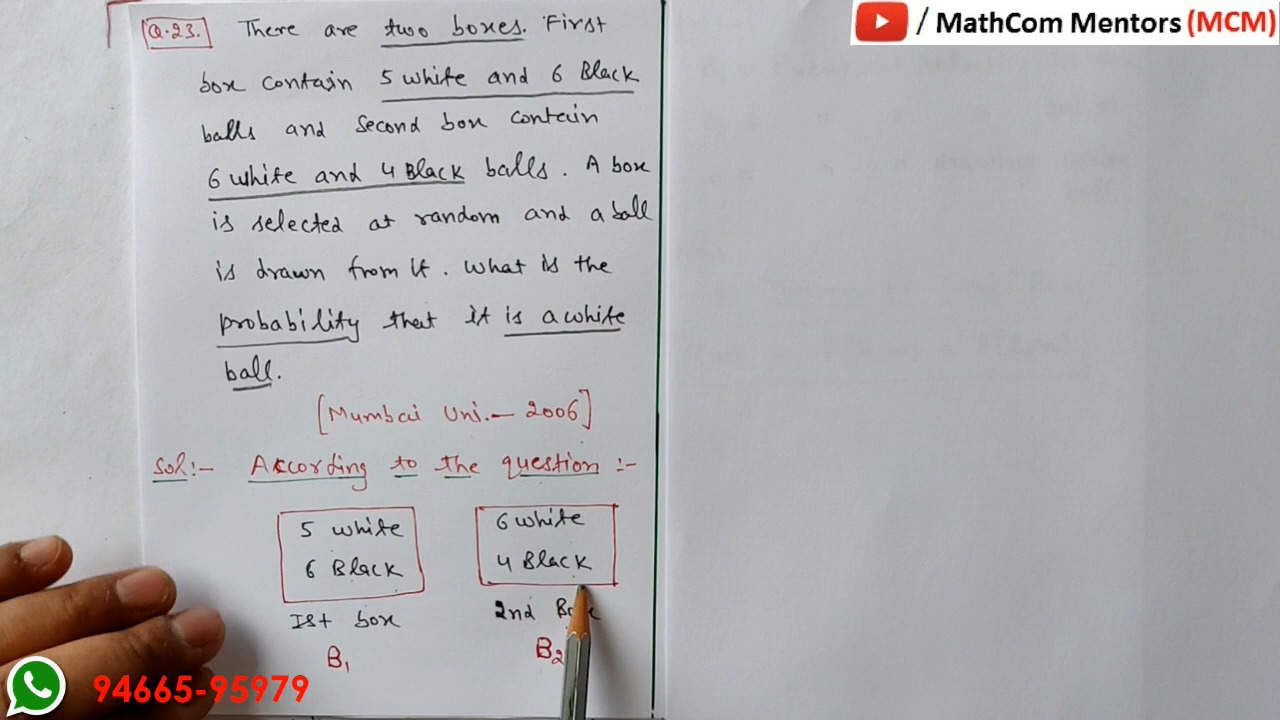 / MathCom Mentors (MCM)
Q.23. There are two boxes. First
box contain 5 white and 6 Black
balls and second box contain
6 white and 4 Black balls. A box
is selected at random and a ball
is drawn from it. What is the
probability that it is a white
ball.
[Mumbai Uni.- 2006]
Sol:- According to the question :-
5 white
6 Black
Ist box
B1
6 white
4 Black
2nd Box
B2
94665-95979